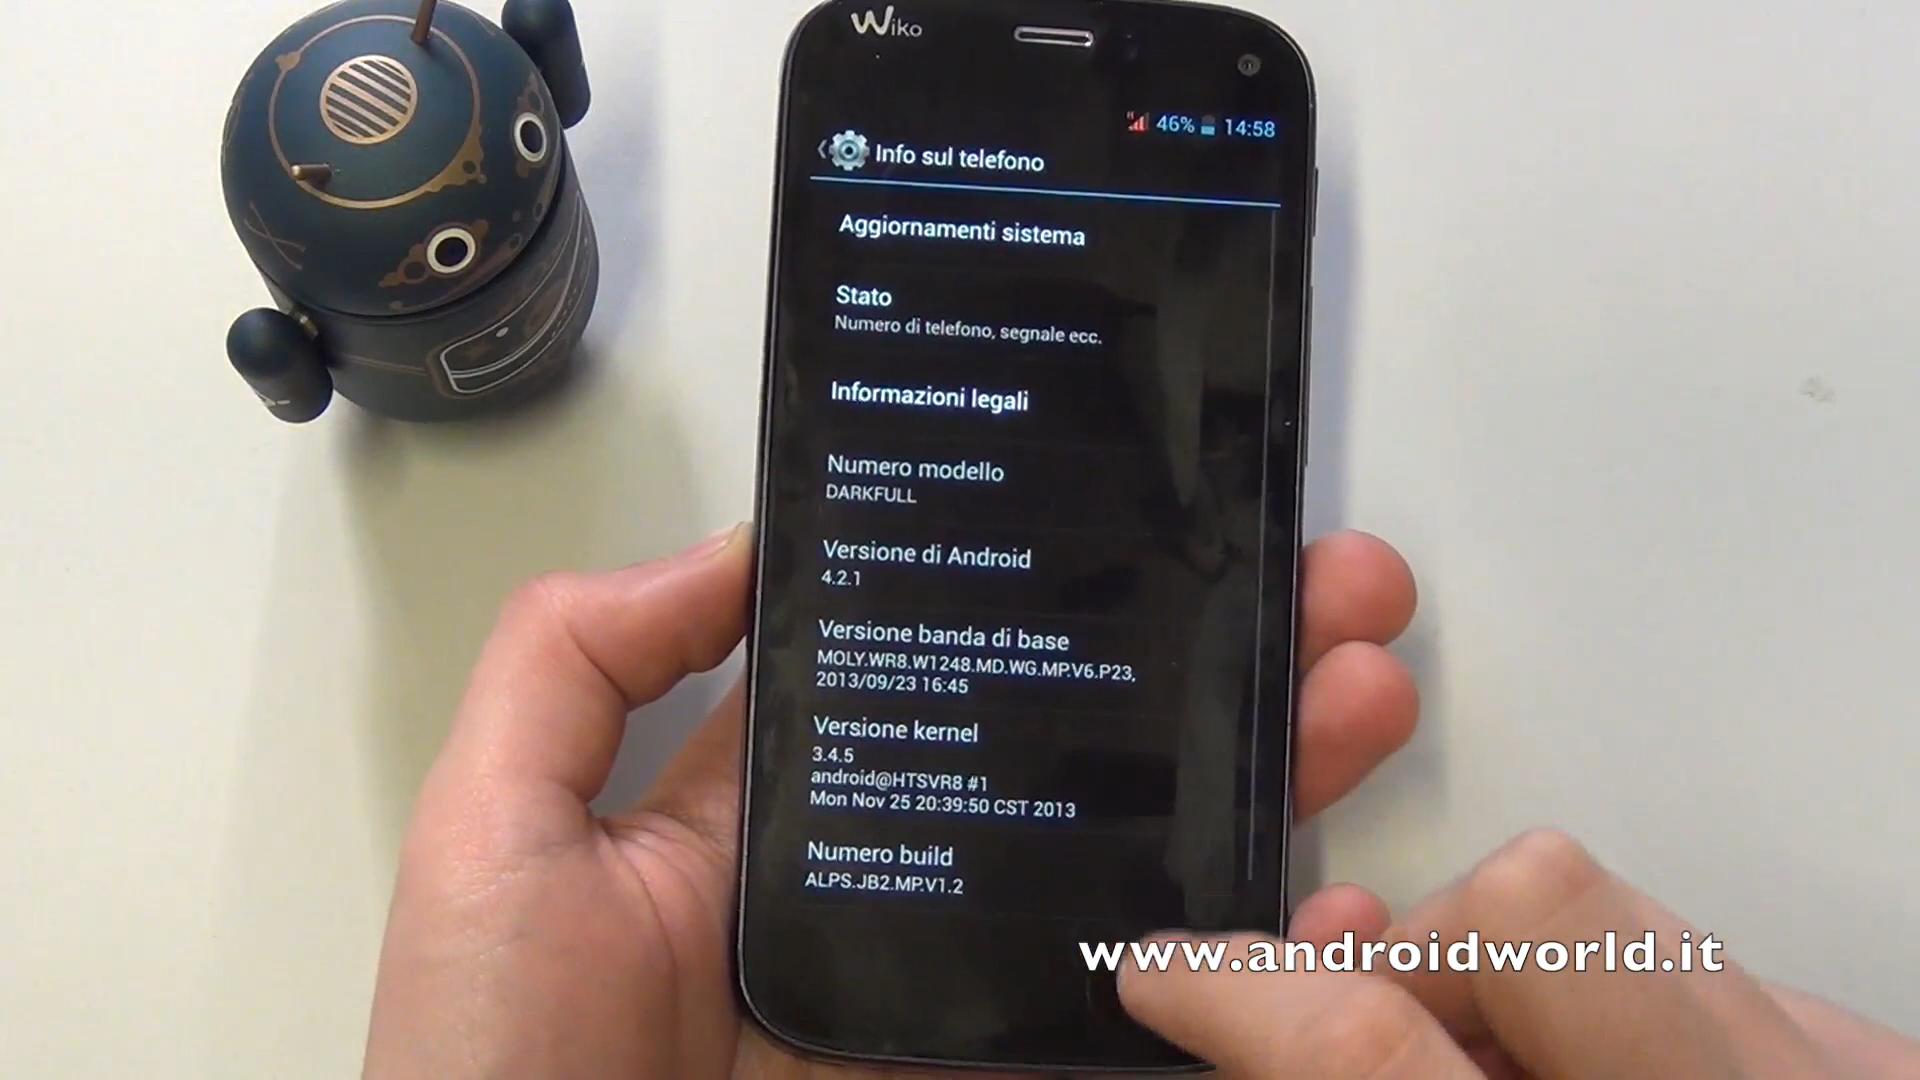 Wiko
46% 14:58
Info sul telefono
Aggiornamenti sistema
Stato
Numero di telefono, segnale ecc.
Informazioni legali
Numero modello
DARKFULL
Versione di Android
4.2.1
Versione banda di base
MOLY.WR8.W1248.MD.WG.MP.V6.P23,
2013/09/23 16:45
Versione kernel
3.4.5
android@HTSVR8 #1
Mon Nov 25 20:39:50 CST 2013
Numero build
ALPS.JB2.MP.V1.2
www.androidworld.it